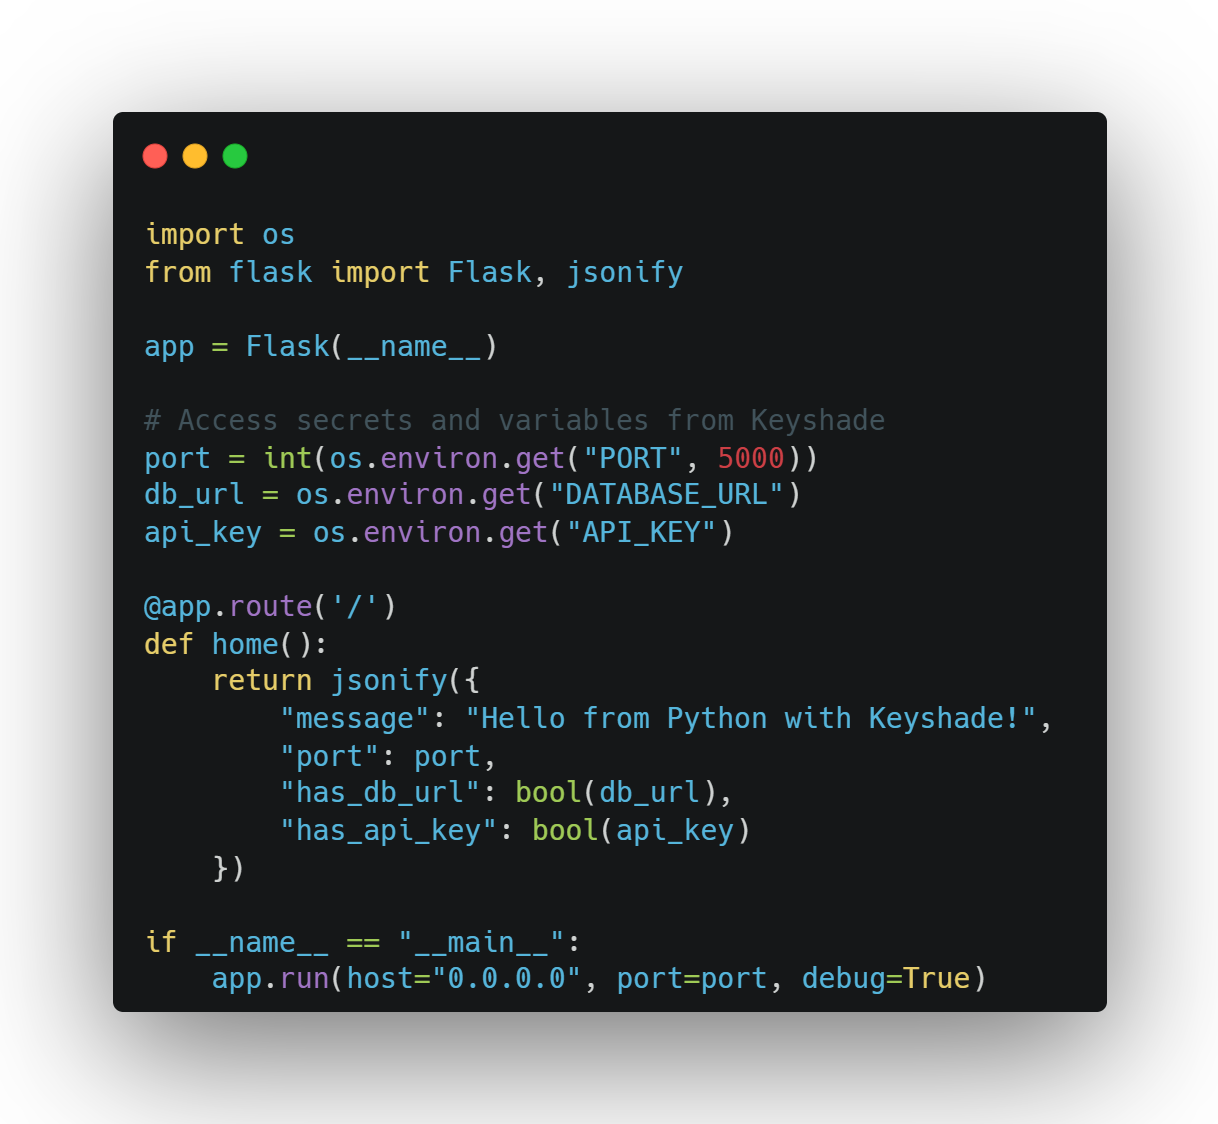 import os
from flask import Flask, jsonify

app = Flask(__name__)

# Access secrets and variables from Keyshade
port = int(os.environ.get("PORT", 5000))
db_url = os.environ.get("DATABASE_URL")
api_key = os.environ.get("API_KEY")

@app.route('/')
def home():
    return jsonify({
        "message": "Hello from Python with Keyshade!",
        "port": port,
        "has_db_url": bool(db_url),
        "has_api_key": bool(api_key)
    })

if __name__ == "__main__":
    app.run(host="0.0.0.0", port=port, debug=True)